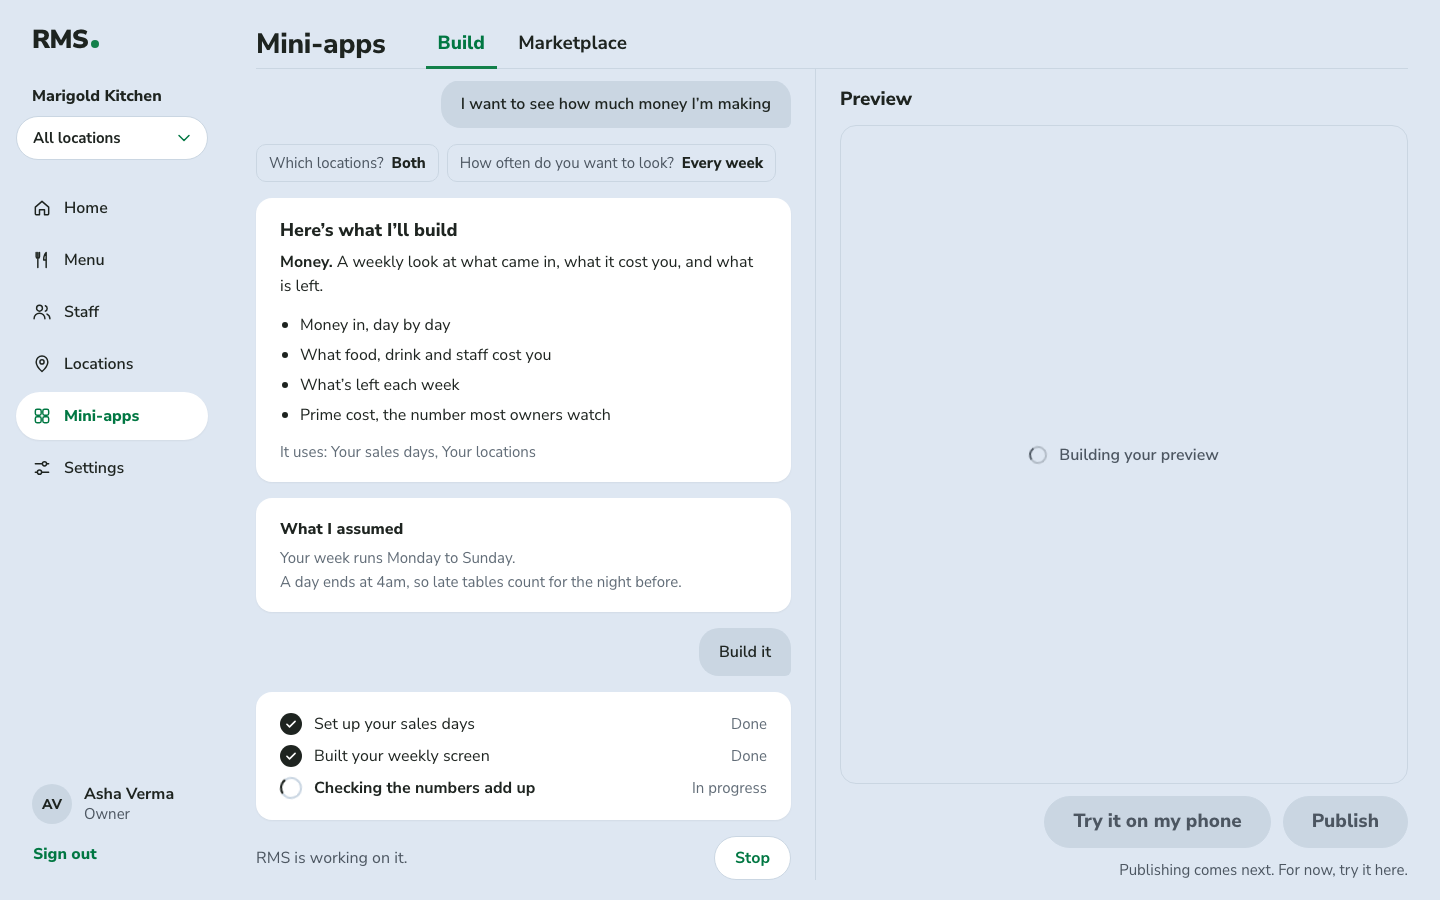 RMS.
Marigold Kitchen
All locations
Home
Menu
Staff
Locations
Mini-apps
Settings
AV
Asha Verma
Owner
Sign out
Mini-apps
Build
Marketplace
I want to see how much money I’m making
Which locations? Both
How often do you want to look? Every week
Here’s what I’ll build
Money. A weekly look at what came in, what it cost you, and what
is left.
Money in, day by day
What food, drink and staff cost you
What’s left each week
Prime cost, the number most owners watch
It uses: Your sales days, Your locations
What I assumed
Your week runs Monday to Sunday.
A day ends at 4am, so late tables count for the night before.
Build it
Set up your sales days Done
Built your weekly screen Done
Checking the numbers add up In progress
RMS is working on it.
Stop
Preview
Building your preview
Try it on my phone
Publish
Publishing comes next. For now, try it here.